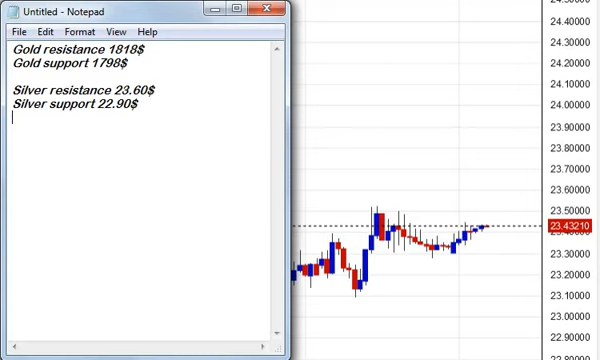 Untitled - Notepad
File Edit Format View Help
Gold resistance 1818$
Gold support 1798$
Silver resistance 23.60$
Silver support 22.90$
24.40000
24.30000
24.20000
24.10000
24.00000
23.90000
23.80000
23.70000
23.60000
23.50000
23.43210
23.30000
23.20000
23.10000
23.00000
22.90000